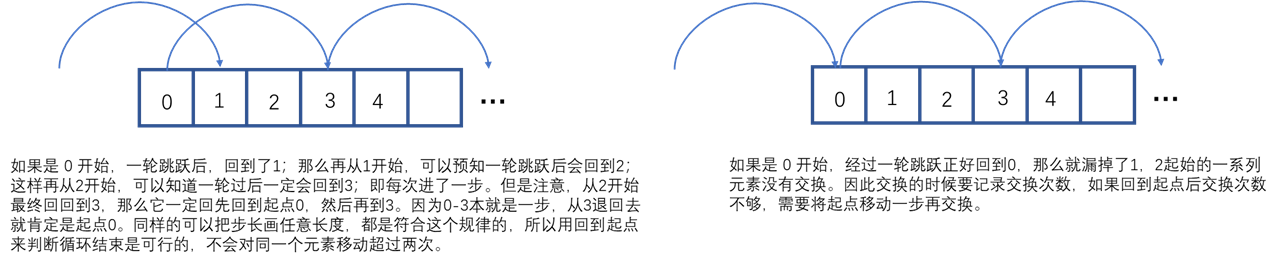 0 1 2 3 4 ...
如果是 0 开始，一轮跳跃后，回到了1；那么再从1开始，可以预知一轮跳跃后会回到2；
这样再从2开始，可以知道一轮过后一定会回到3；即每次进了一步。但是注意，从2开始
最终回回到3，那么它一定回先回到起点0，然后再到3。因为0-3本就是一步，从3退回去
就肯定是起点0。同样的可以把步长画任意长度，都是符合这个规律的，所以用回到起点
来判断循环结束是可行的，不会对同一个元素移动超过两次。
0 1 2 3 4 ...
如果是 0 开始，经过一轮跳跃正好回到0，那么就漏掉了1，2起始的一系列
元素没有交换。因此交换的时候要记录交换次数，如果回到起点后交换次数
不够，需要将起点移动一步再交换。